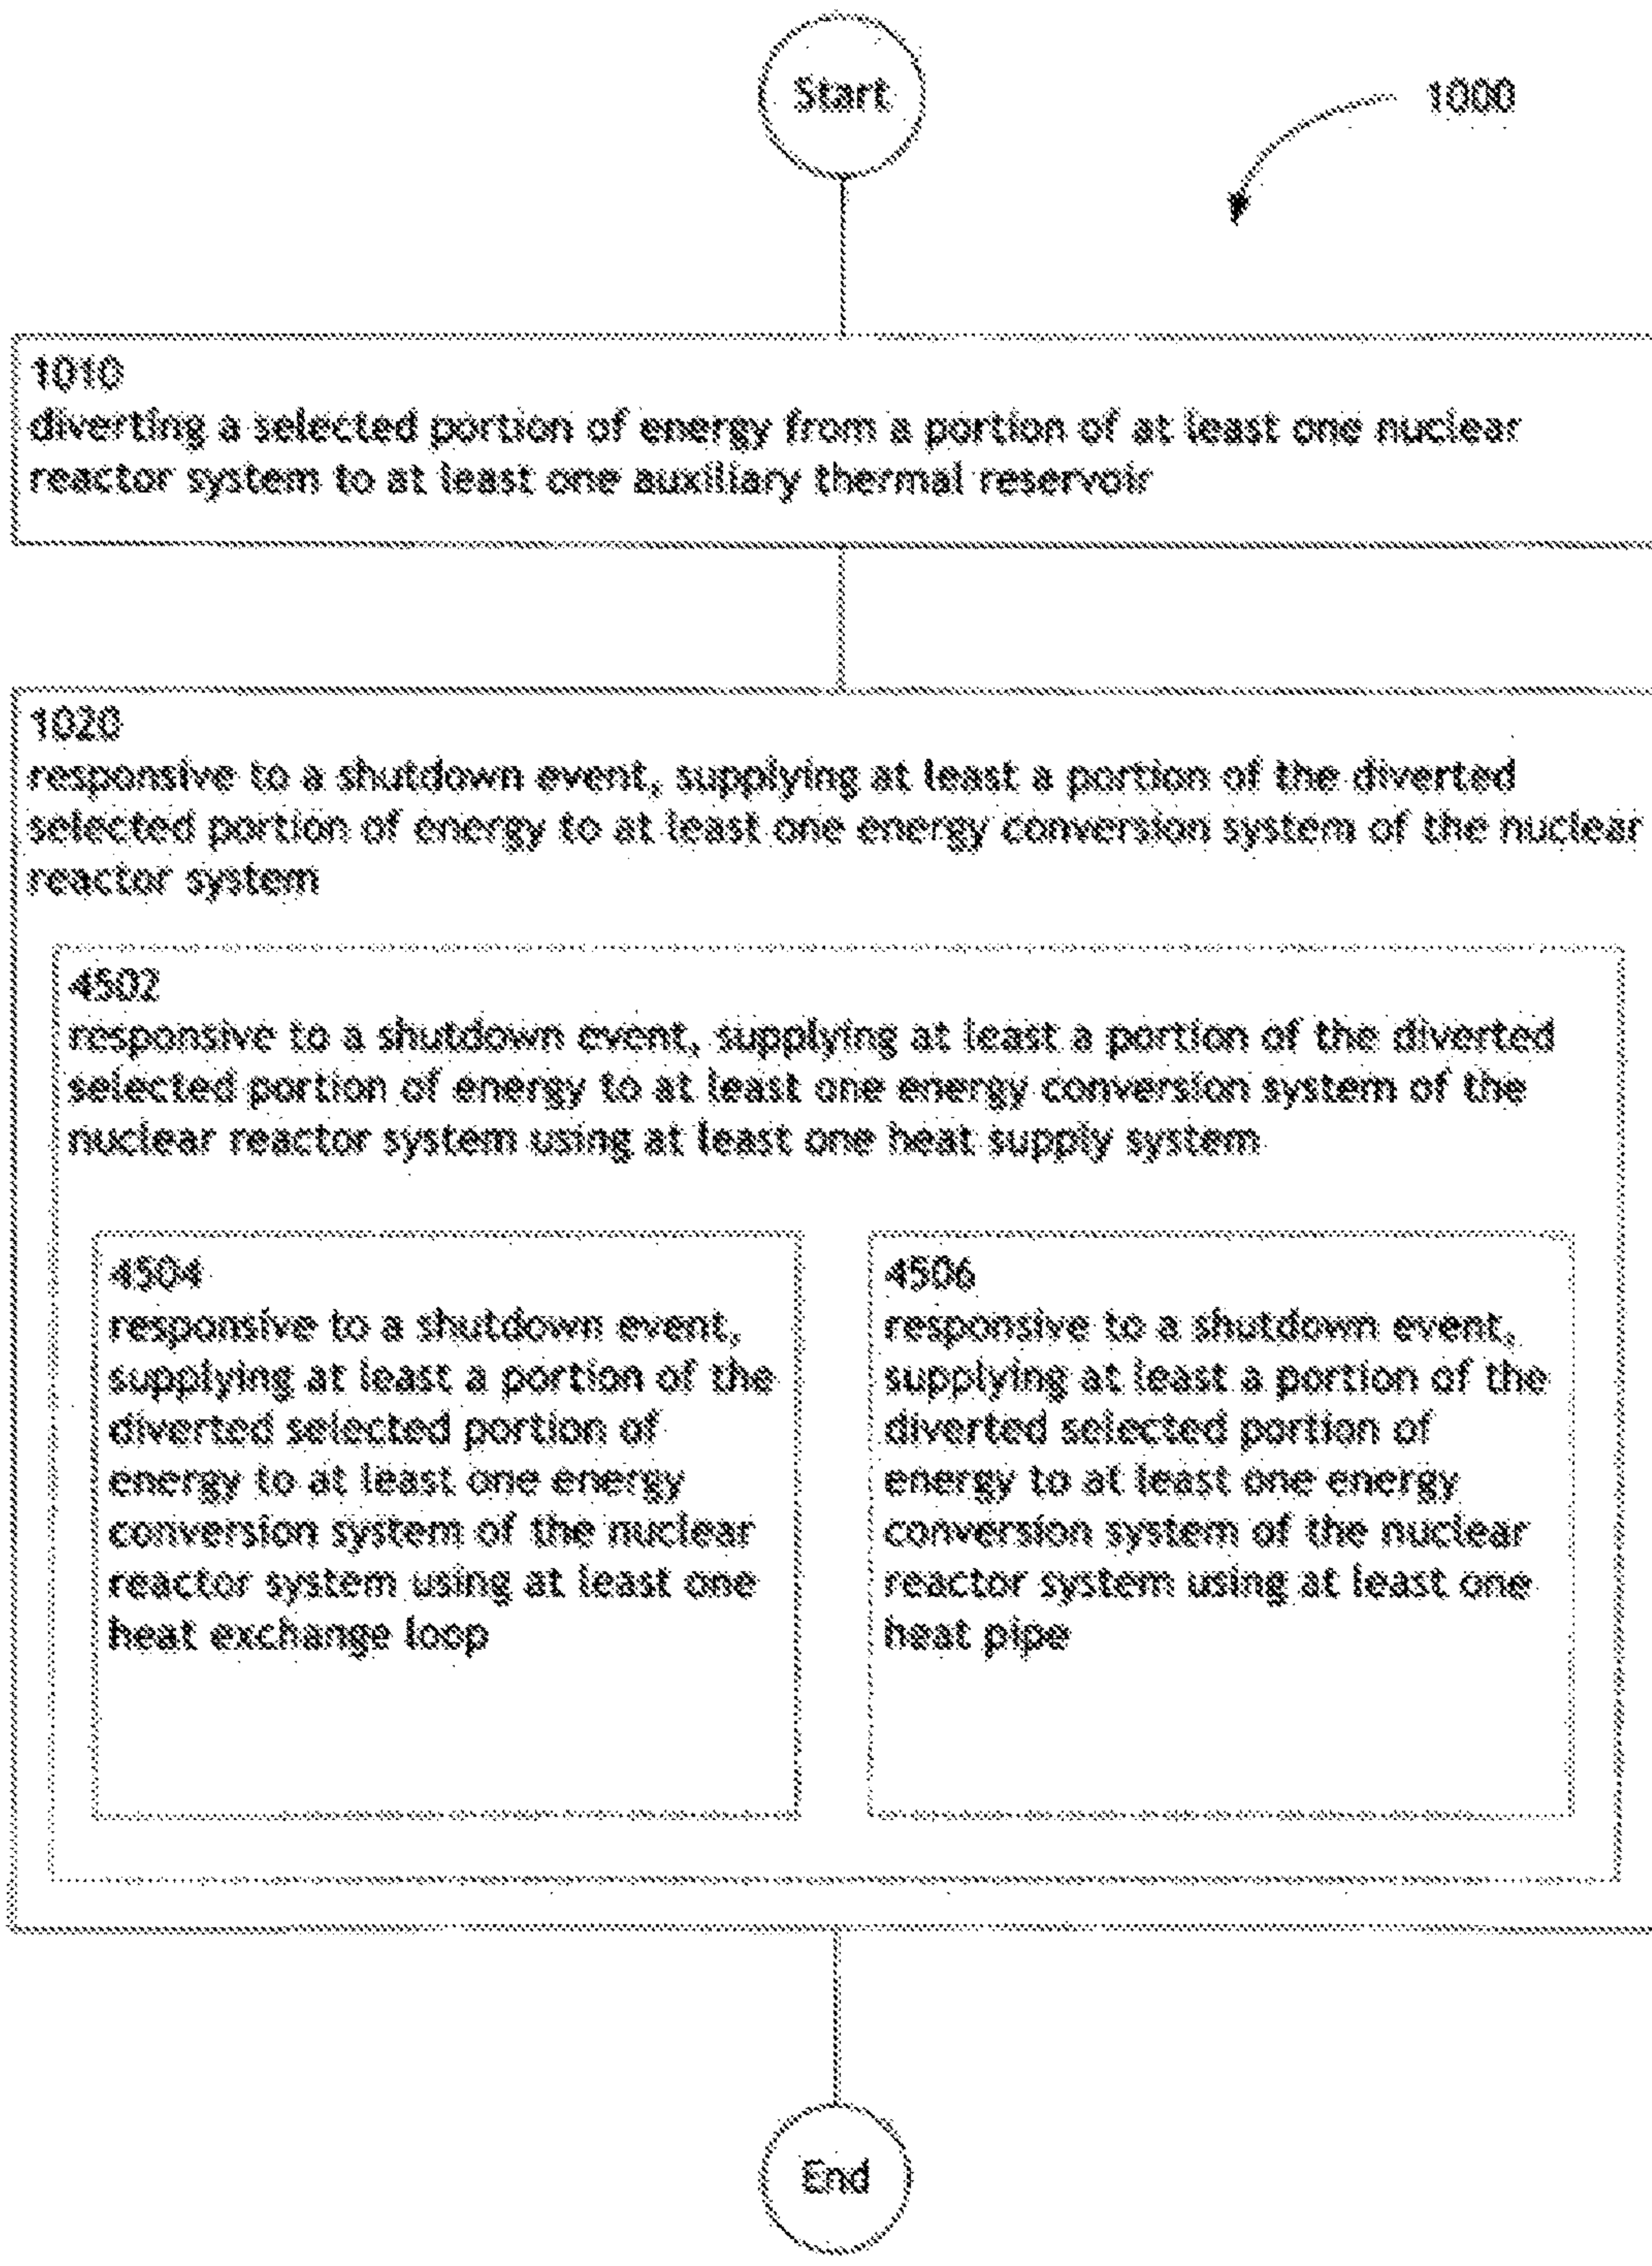 Start
1000
1010
diverting a selected portion of energy from a portion of at least one nuclear
reactor system to at least one auxiliary thermal reservoir
1020
responsive to a shutdown event, supplying at least a portion of the diverted
selected portion of energy to at least one energy conversion system of the nuclear
reactor system
4502
responsive to a shutdown event, supplying at least a portion of the diverted
selected portion of energy to at least one energy conversion system of the
nuclear reactor system using at least one heat supply system
4504
responsive to a shutdown event,
supplying at least a portion of the
diverted selected portion of
energy to at least one energy
conversion system of the nuclear
reactor system using at least one
heat exchange loop
4506
responsive to a shutdown event,
supplying at least a portion of the
diverted selected portion of
energy to at least one energy
conversion system of the nuclear
reactor system using at least one
heat pipe
End